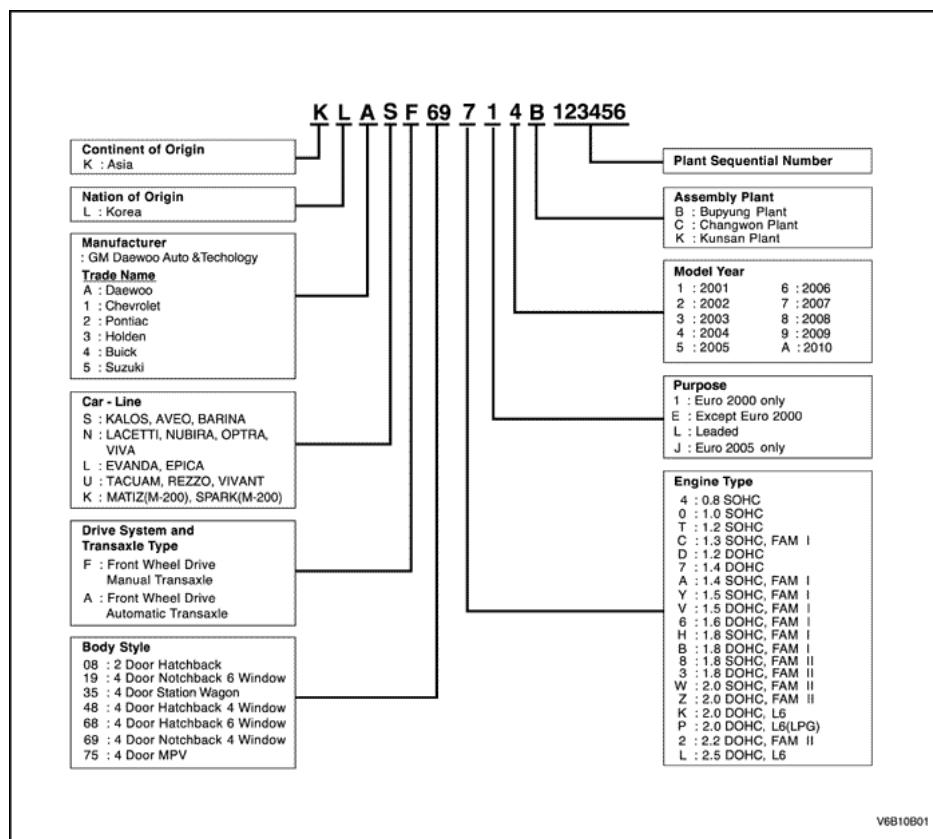 K L A S F 69 7 1 4 B 123456
Continent of Origin
K : Asia
Nation of Origin
L : Korea
Manufacturer
: GM Daewoo Auto &Techology
Trade Name
A : Daewoo
1 : Chevrolet
2 : Pontiac
3 : Holden
4 : Buick
5 : Suzuki
Car - Line
S : KALOS, AVEO, BARINA
N : LACETTI, NUBIRA, OPTRA,
VIVA
L : EVANDA, EPICA
U : TACUAM, REZZO, VIVANT
K : MATIZ(M-200), SPARK(M-200)
Drive System and
Transaxle Type
F : Front Wheel Drive
Manual Transaxle
A : Front Wheel Drive
Automatic Transaxle
Body Style
08 : 2 Door Hatchback
19 : 4 Door Notchback 6 Window
35 : 4 Door Station Wagon
48 : 4 Door Hatchback 4 Window
68 : 4 Door Hatchback 6 Window
69 : 4 Door Notchback 4 Window
75 : 4 Door MPV
Plant Sequential Number
Assembly Plant
B : Bupyung Plant
C : Changwon Plant
K : Kunsan Plant
Model Year
1 : 2001 6 : 2006
2 : 2002 7 : 2007
3 : 2003 8 : 2008
4 : 2004 9 : 2009
5 : 2005 A : 2010
Purpose
1 : Euro 2000 only
E : Except Euro 2000
L : Leaded
J : Euro 2005 only
Engine Type
4 : 0.8 SOHC
0 : 1.0 SOHC
T : 1.2 SOHC
C : 1.3 SOHC, FAM I
D : 1.2 DOHC
7 : 1.4 DOHC
A : 1.4 SOHC, FAM I
Y : 1.5 SOHC, FAM I
V : 1.5 DOHC, FAM I
6 : 1.6 DOHC, FAM I
H : 1.8 SOHC, FAM I
B : 1.8 DOHC, FAM I
8 : 1.8 SOHC, FAM II
3 : 1.8 DOHC, FAM II
W : 2.0 SOHC, FAM II
Z : 2.0 DOHC, FAM II
K : 2.0 DOHC, L6
P : 2.0 DOHC, L6(LPG)
2 : 2.2 DOHC, FAM II
L : 2.5 DOHC, L6
V6B10B01